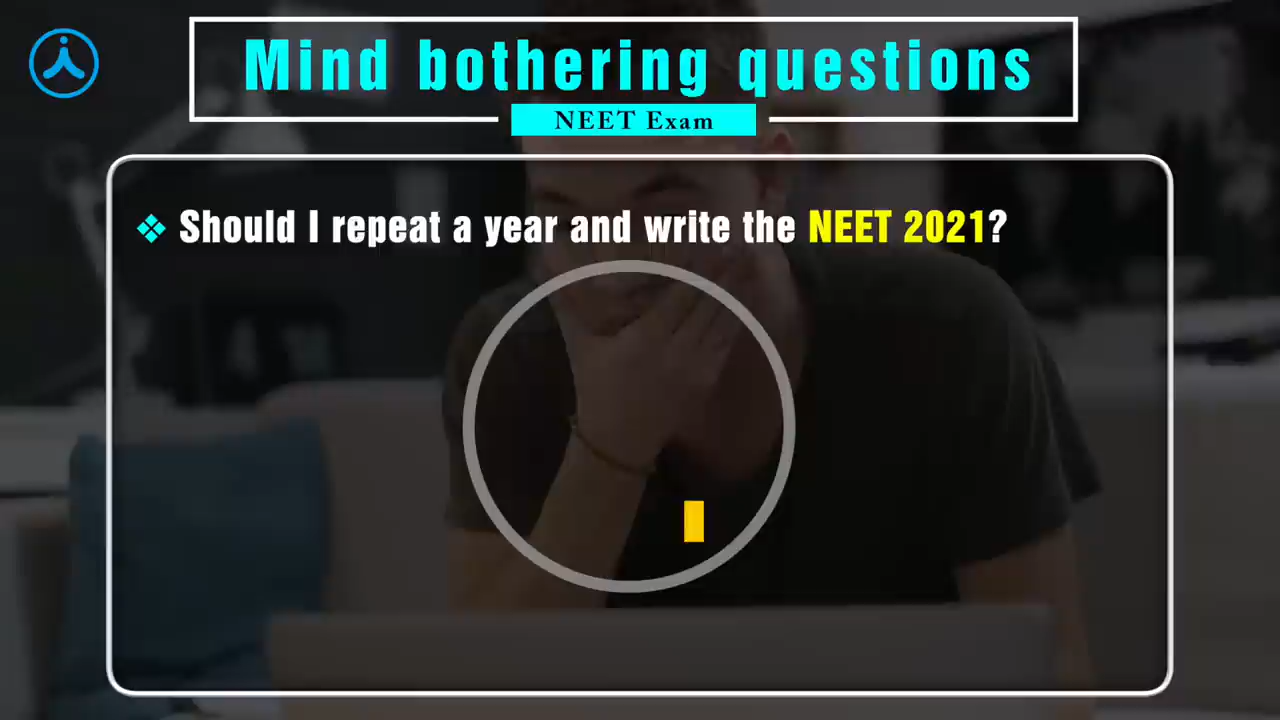 Mind bothering questions
NEET Exam
Should I repeat a year and write the NEET 2021?